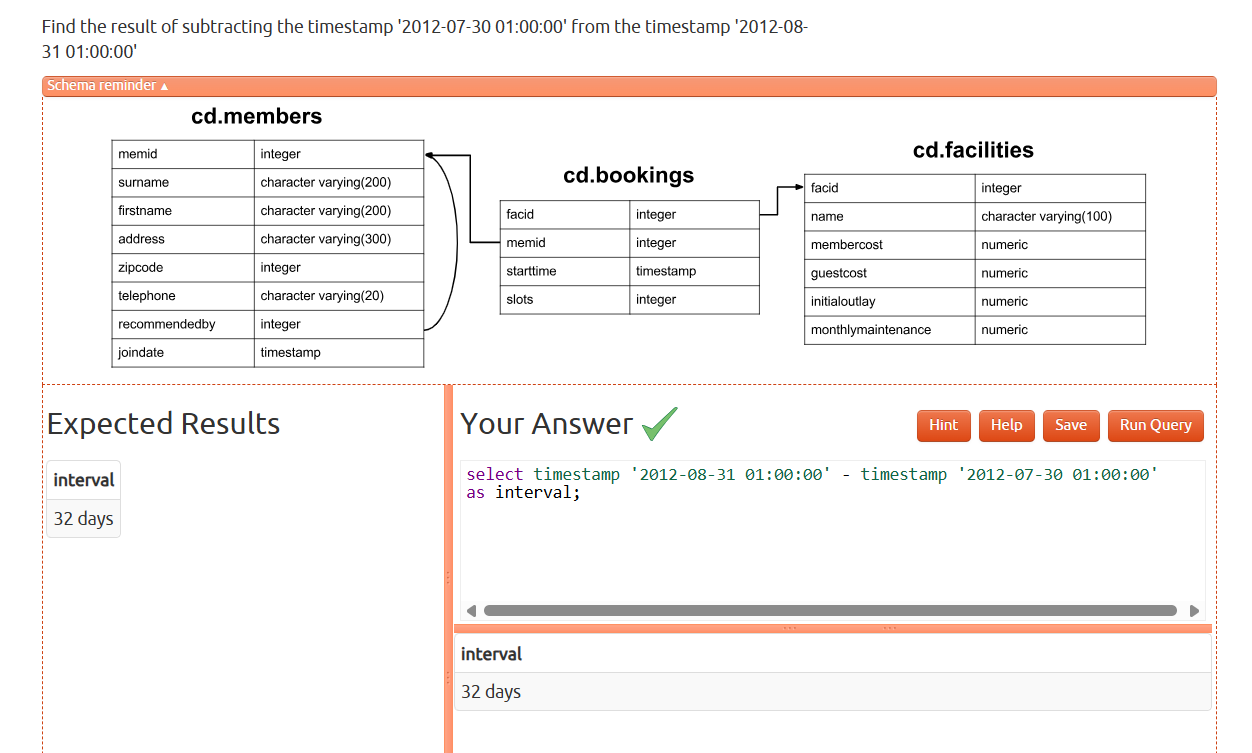 Find the result of subtracting the timestamp '2012-07-30 01:00:00' from the timestamp '2012-08-
31 01:00:00'
Schema reminder ▲
cd.members
memid integer
surname character varying(200)
firstname character varying(200)
address character varying(300)
zipcode integer
telephone character varying(20)
recommendedby integer
joindate timestamp
cd.bookings
facid integer
memid integer
starttime timestamp
slots integer
cd.facilities
facid integer
name character varying(100)
membercost numeric
guestcost numeric
initialoutlay numeric
monthlymaintenance numeric
Expected Results
interval
32 days
Your Answer
Hint Help Save Run Query
select timestamp '2012-08-31 01:00:00' - timestamp '2012-07-30 01:00:00'
as interval;
interval
32 days